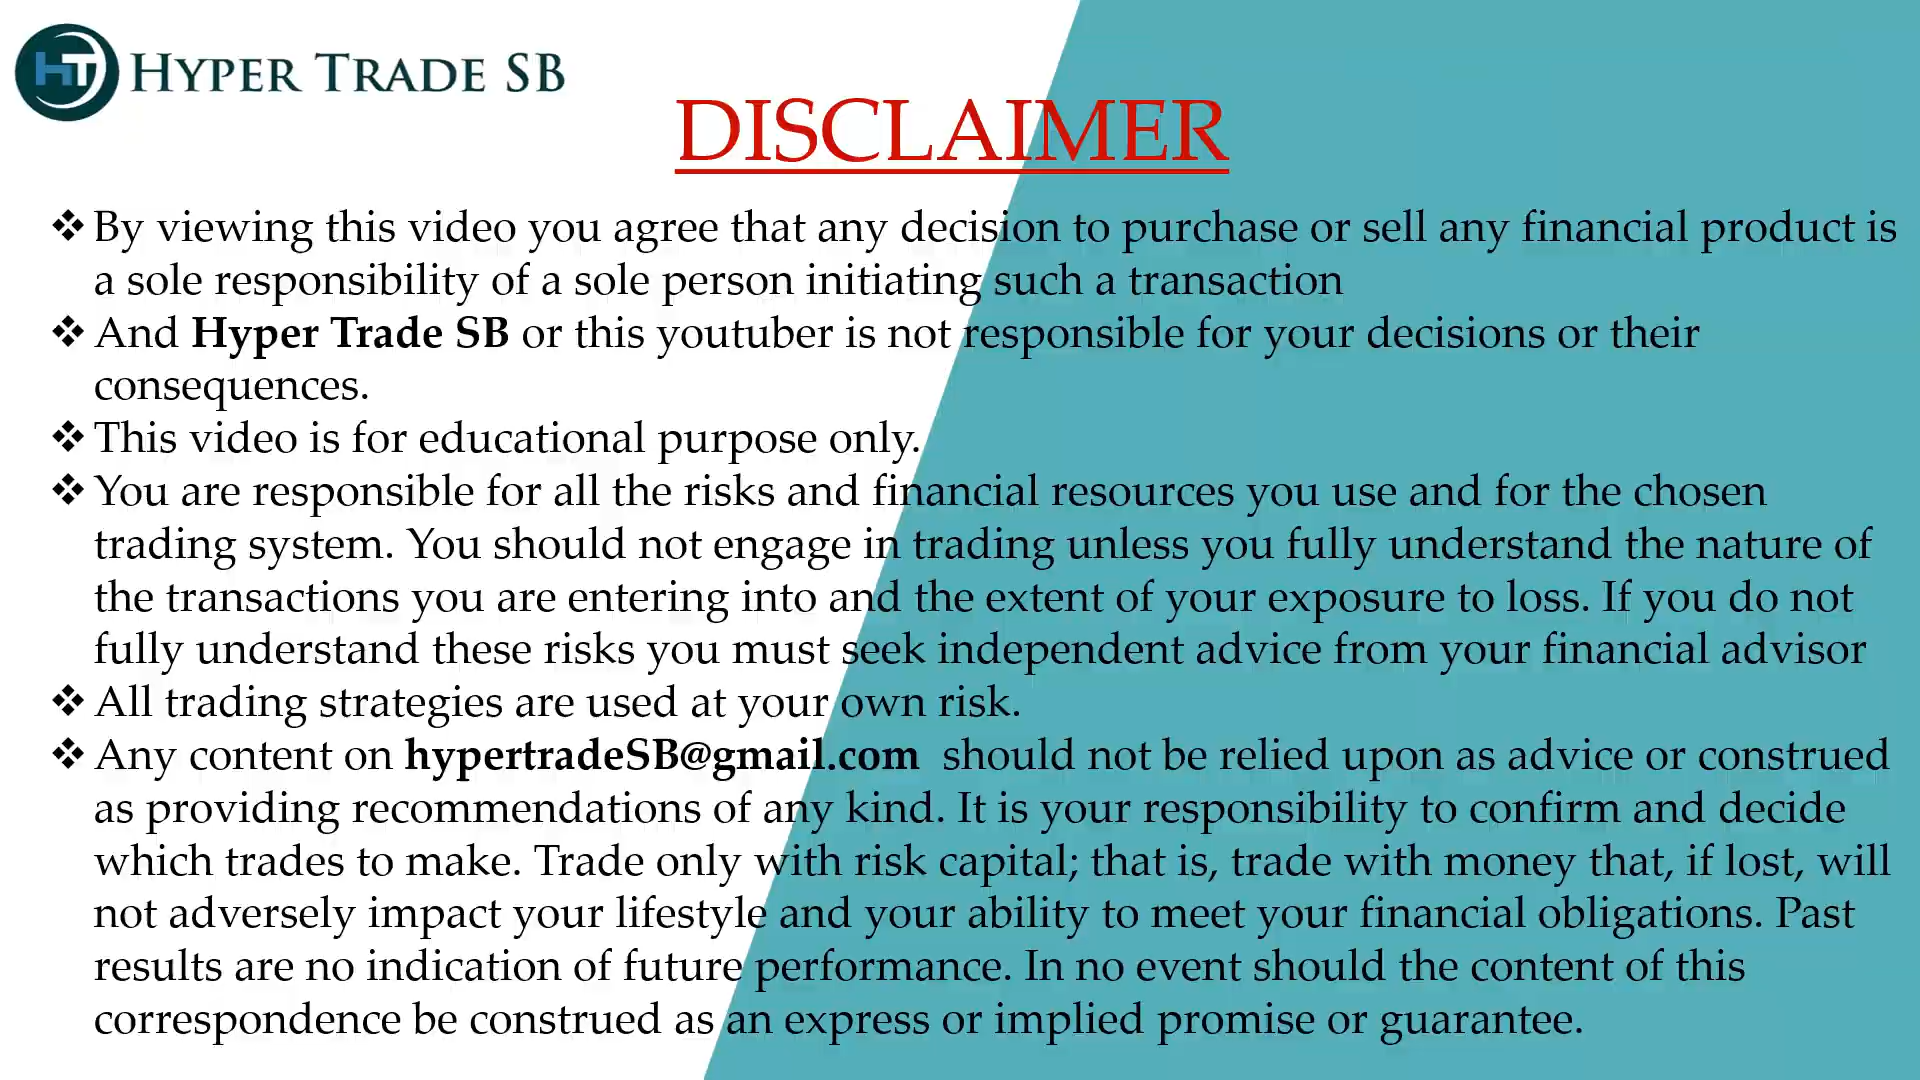 HT HYPER TRADE SB
DISCLAIMER
❖ By viewing this video you agree that any decision to purchase or sell any financial product is
a sole responsibility of a sole person initiating such a transaction
❖ And Hyper Trade SB or this youtuber is not responsible for your decisions or their
consequences.
❖ This video is for educational purpose only.
❖ You are responsible for all the risks and financial resources you use and for the chosen
trading system. You should not engage in trading unless you fully understand the nature of
the transactions you are entering into and the extent of your exposure to loss. If you do not
fully understand these risks you must seek independent advice from your financial advisor
❖ All trading strategies are used at your own risk.
❖ Any content on hypertradeSB@gmail.com should not be relied upon as advice or construed
as providing recommendations of any kind. It is your responsibility to confirm and decide
which trades to make. Trade only with risk capital; that is, trade with money that, if lost, will
not adversely impact your lifestyle and your ability to meet your financial obligations. Past
results are no indication of future performance. In no event should the content of this
correspondence be construed as an express or implied promise or guarantee.